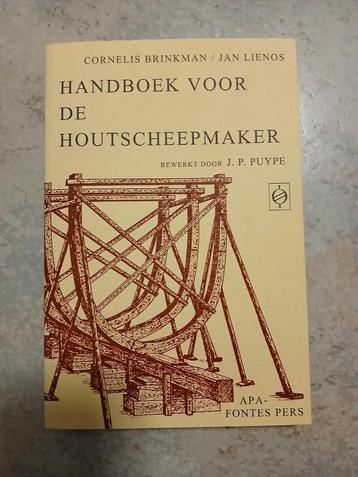 CORNELIS BRINKMAN / JAN LIENOS
HANDBOEK VOOR
DE
HOUTSCHEEPMAKER
BEWERKT DOOR J. P. PUYPE
APA-
FONTES PERS